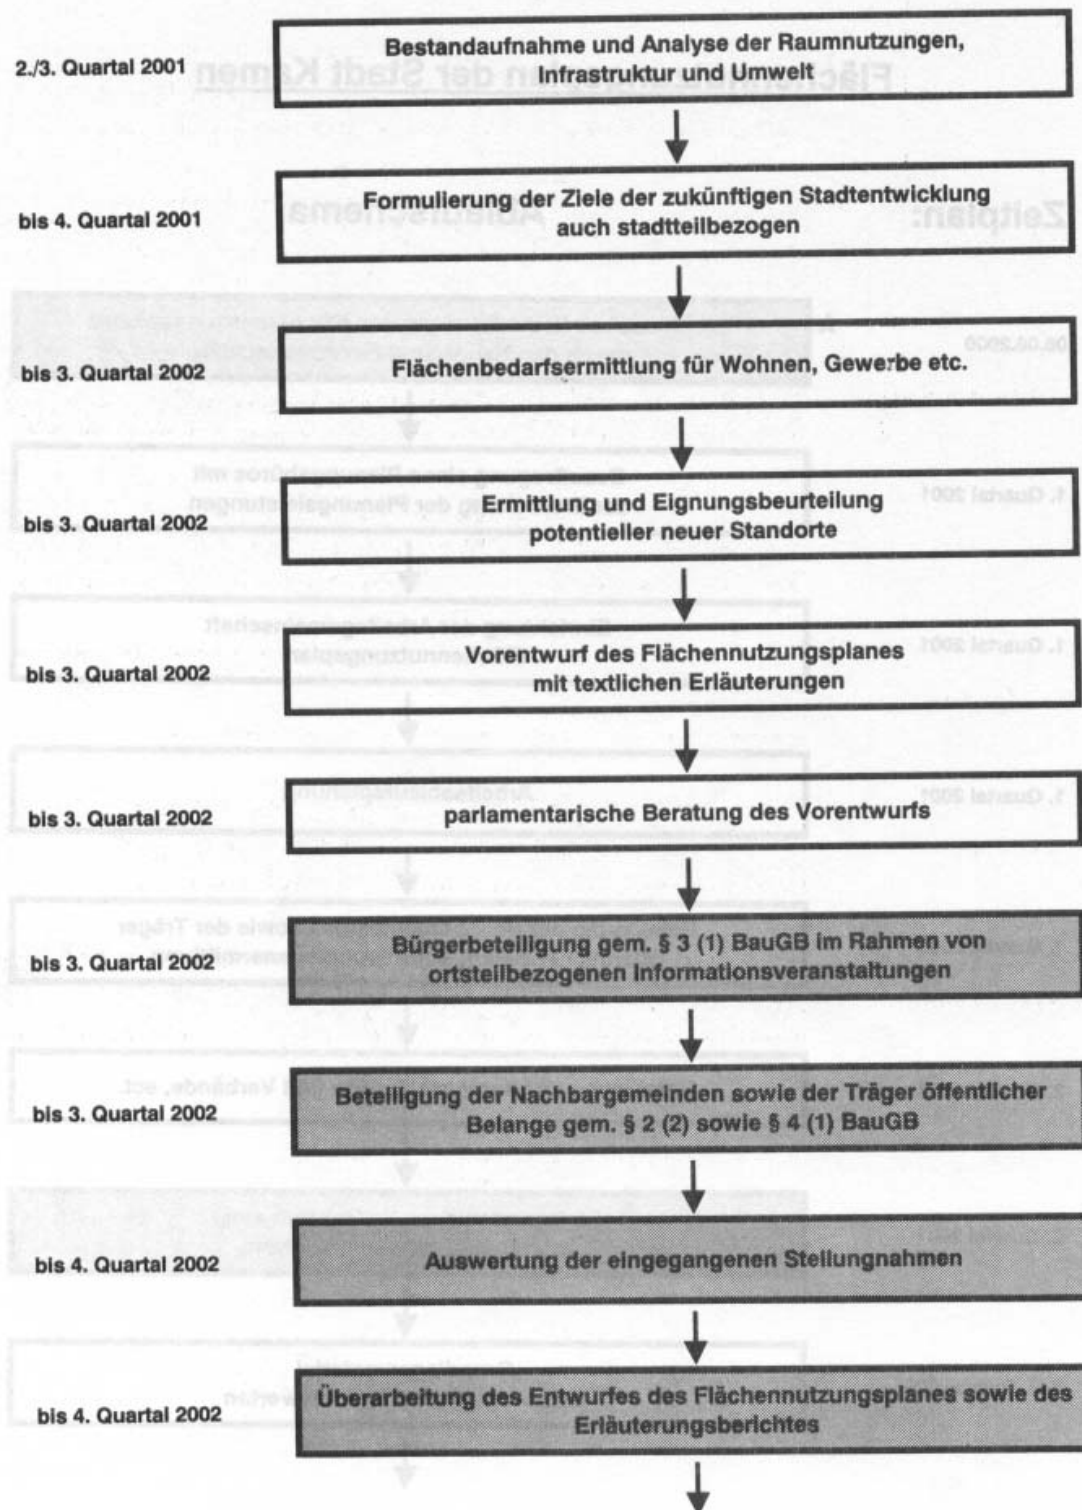 2./3. Quartal 2001
Bestandaufnahme und Analyse der Raumnutzungen,
Infrastruktur und Umwelt
bis 4. Quartal 2001
Formulierung der Ziele der zukünftigen Stadtentwicklung
auch stadtteilbezogen
bis 3. Quartal 2002
Flächenbedarfsermittlung für Wohnen, Gewerbe etc.
bis 3. Quartal 2002
Ermittlung und Eignungsbeurteilung
potentieller neuer Standorte
bis 3. Quartal 2002
Vorentwurf des Flächennutzungsplanes
mit textlichen Erläuterungen
bis 3. Quartal 2002
parlamentarische Beratung des Vorentwurfs
bis 3. Quartal 2002
Bürgerbeteiligung gem. § 3 (1) BauGB im Rahmen von
ortsteilbezogenen Informationsveranstaltungen
bis 3. Quartal 2002
Beteiligung der Nachbargemeinden sowie der Träger öffentlicher
Belange gem. § 2 (2) sowie § 4 (1) BauGB
bis 4. Quartal 2002
Auswertung der eingegangenen Stellungnahmen
bis 4. Quartal 2002
Überarbeitung des Entwurfes des Flächennutzungsplanes sowie des
Erläuterungsberichtes